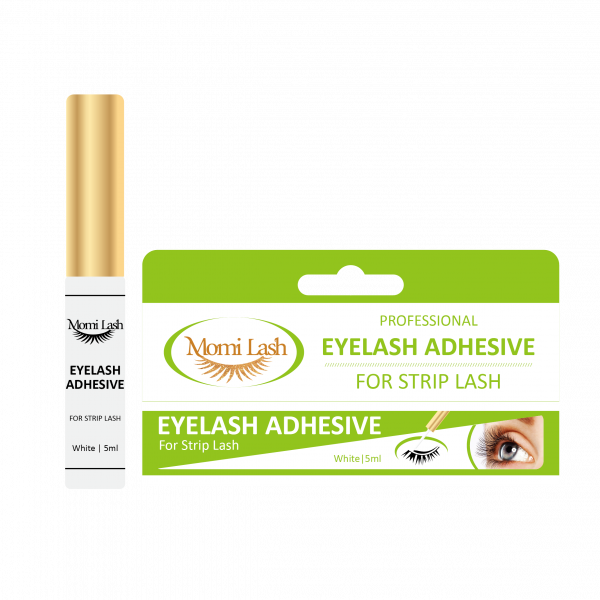 Momi Lash
EYELASH
ADHESIVE
FOR STRIP LASH
White | 5ml
Momi Lash
PROFESSIONAL
EYELASH ADHESIVE
FOR STRIP LASH
EYELASH ADHESIVE
For Strip Lash
White|5ml